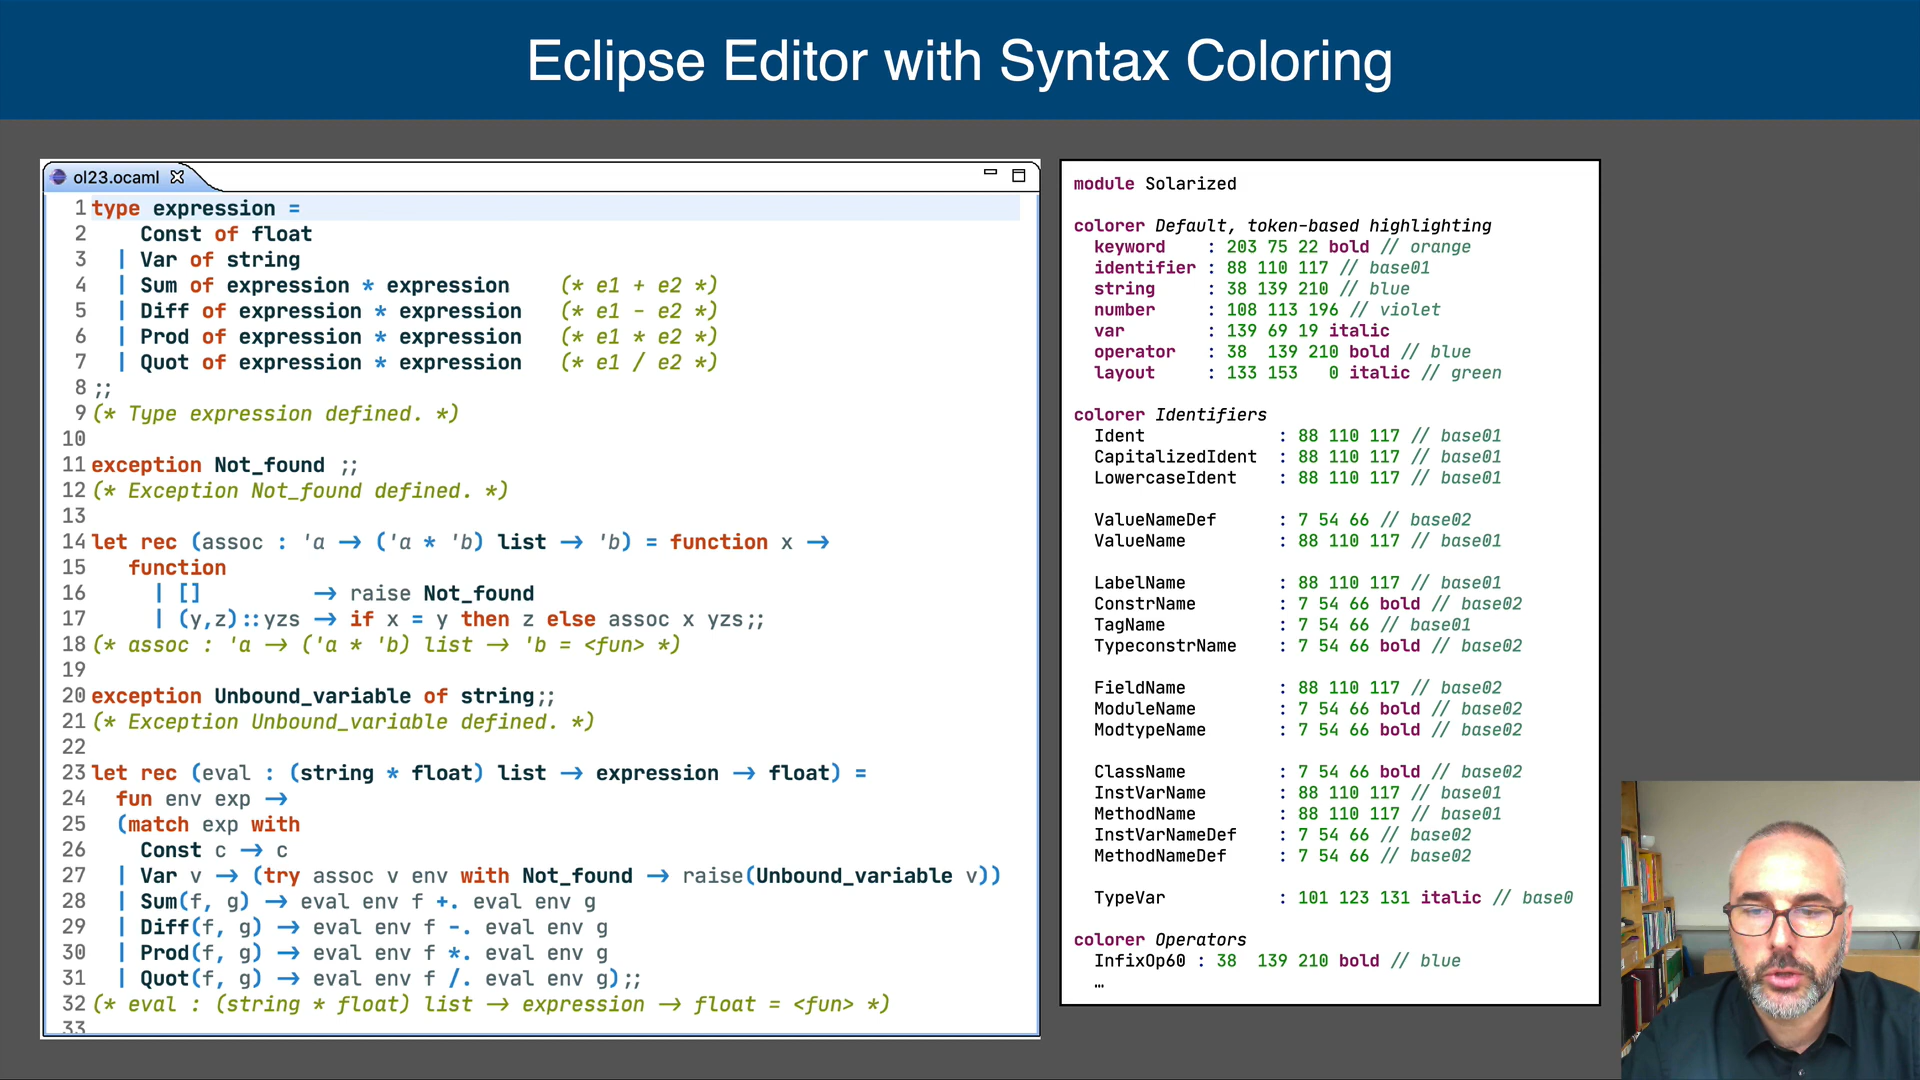 Eclipse Editor with Syntax Coloring
ol23.ocaml
1 type expression =
2     Const of float
3   | Var of string
4   | Sum of expression * expression    (* e1 + e2 *)
5   | Diff of expression * expression   (* e1 - e2 *)
6   | Prod of expression * expression   (* e1 * e2 *)
7   | Quot of expression * expression   (* e1 / e2 *)
8 ;;
9 (* Type expression defined. *)
10
11 exception Not_found ;;
12 (* Exception Not_found defined. *)
13
14 let rec (assoc : 'a -> ('a * 'b) list -> 'b) = function x ->
15    function
16      | []         -> raise Not_found
17      | (y,z)::yzs -> if x = y then z else assoc x yzs;;
18 (* assoc : 'a -> ('a * 'b) list -> 'b = <fun> *)
19
20 exception Unbound_variable of string;;
21 (* Exception Unbound_variable defined. *)
22
23 let rec (eval : (string * float) list -> expression -> float) =
24   fun env exp ->
25   (match exp with
26     Const c -> c
27   | Var v -> (try assoc v env with Not_found -> raise(Unbound_variable v))
28   | Sum(f, g) -> eval env f +. eval env g
29   | Diff(f, g) -> eval env f -. eval env g
30   | Prod(f, g) -> eval env f *. eval env g
31   | Quot(f, g) -> eval env f /. eval env g);;
32 (* eval : (string * float) list -> expression -> float = <fun> *)
33
module Solarized
colorer Default, token-based highlighting
keyword    : 203 75 22 bold // orange
identifier : 88 110 117 // base01
string     : 38 139 210 // blue
number     : 108 113 196 // violet
var        : 139 69 19 italic
operator   : 38  139 210 bold // blue
layout     : 133 153   0 italic // green
colorer Identifiers
Ident             : 88 110 117 // base01
CapitalizedIdent  : 88 110 117 // base01
LowercaseIdent    : 88 110 117 // base01
ValueNameDef      : 7 54 66 // base02
ValueName         : 88 110 117 // base01
LabelName         : 88 110 117 // base01
ConstrName        : 7 54 66 bold // base02
TagName           : 7 54 66 // base01
TypeconstrName    : 7 54 66 bold // base02
FieldName         : 88 110 117 // base02
ModuleName        : 7 54 66 bold // base02
ModtypeName       : 7 54 66 bold // base02
ClassName         : 7 54 66 bold // base02
InstVarName       : 88 110 117 // base01
MethodName        : 88 110 117 // base01
InstVarNameDef    : 7 54 66 // base02
MethodNameDef     : 7 54 66 // base02
TypeVar           : 101 123 131 italic // base0
colorer Operators
InfixOp60 : 38  139 210 bold // blue
…